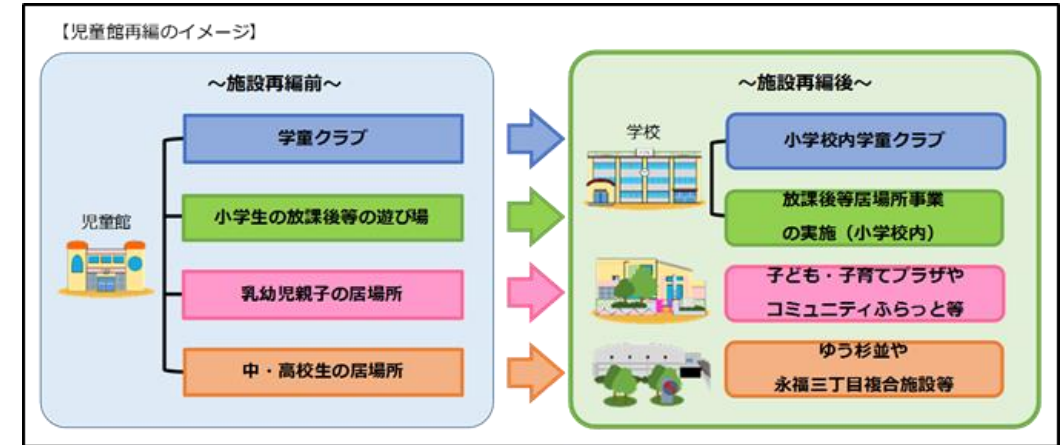 【児童館再編のイメージ】
～施設再編前～
児童館
学童クラブ
小学生の放課後等の遊び場
乳幼児親子の居場所
中・高校生の居場所
～施設再編後～
学校
小学校内学童クラブ
放課後等居場所事業
の実施（小学校内）
子ども・子育てプラザや
コミュニティふらっと等
ゆう杉並や
永福三丁目複合施設等